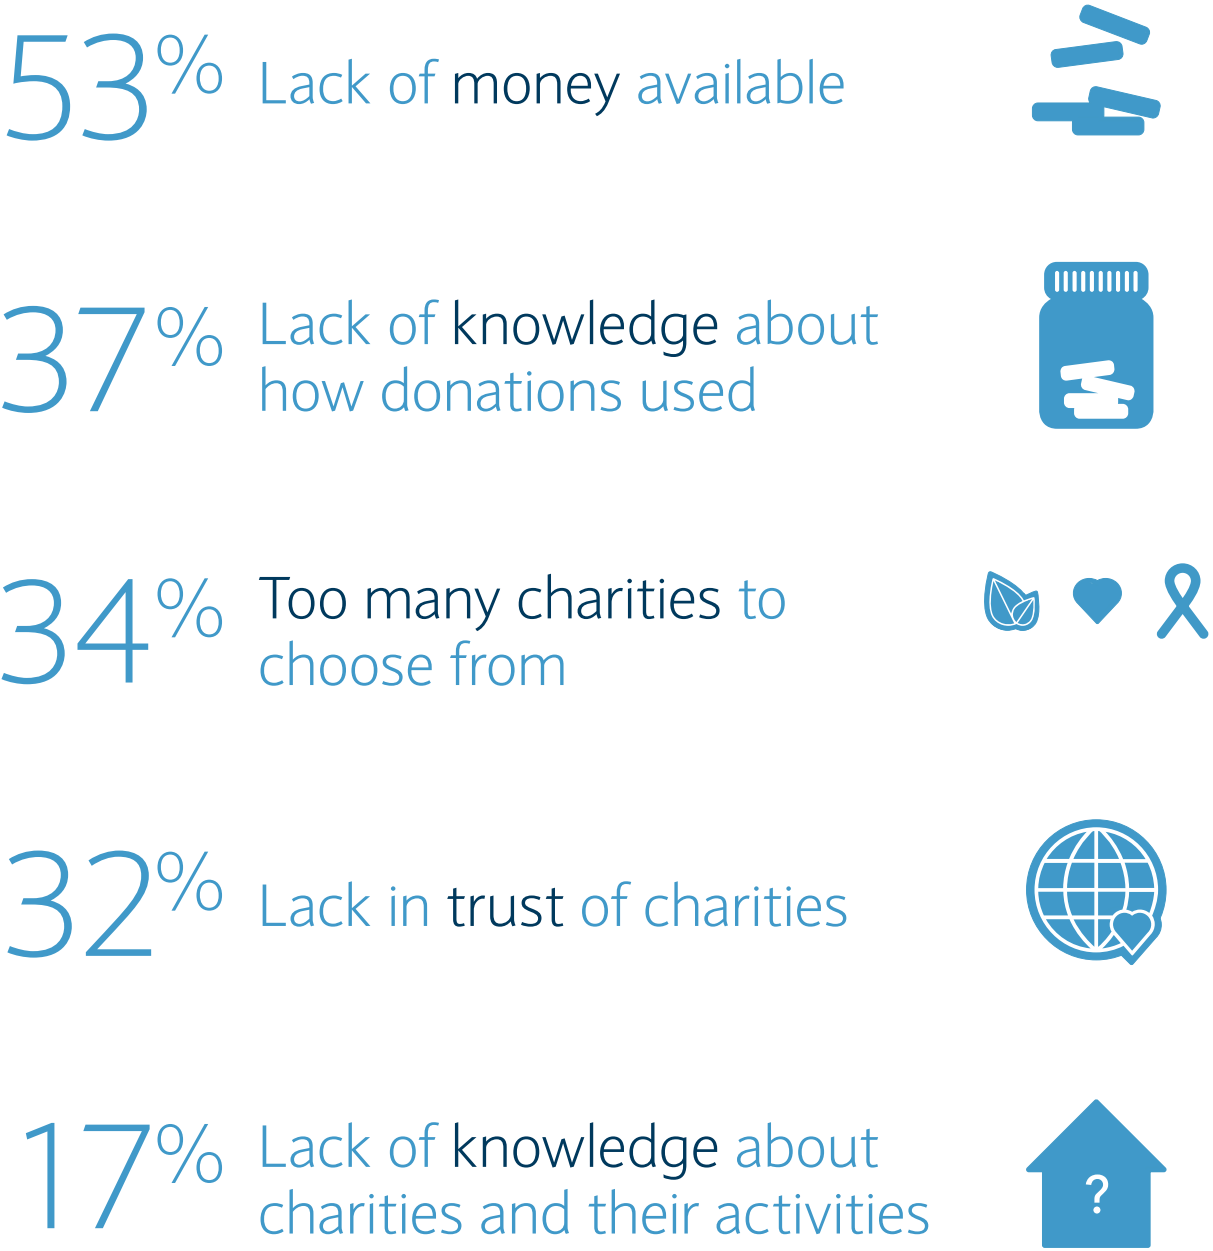 53% Lack of money available
37% Lack of knowledge about
how donations used
34% Too many charities to
choose from
32% Lack in trust of charities
17% Lack of knowledge about
charities and their activities
?